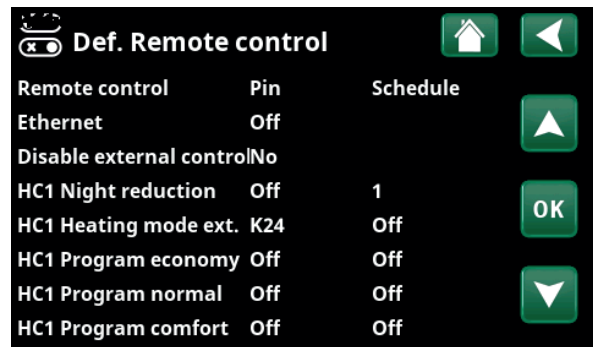 Def. Remote control
Remote control Pin Schedule
Ethernet Off
Disable external control No
HC1 Night reduction Off 1
HC1 Heating mode ext. K24 Off
HC1 Program economy Off Off
HC1 Program normal Off Off
HC1 Program comfort Off Off
OK